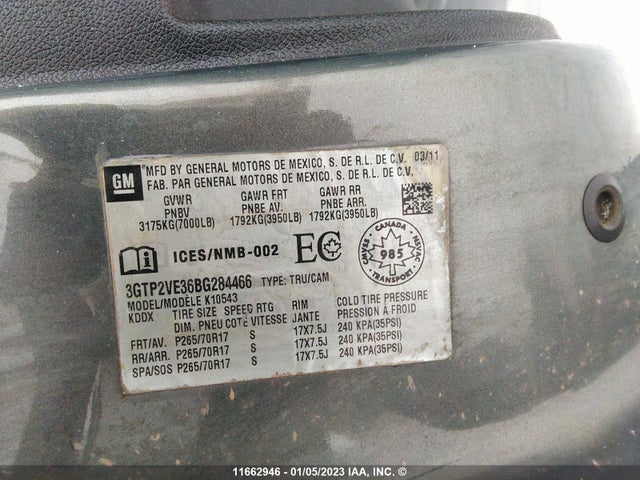 GM
MFD BY GENERAL MOTORS DE MEXICO, S. DE R.L. DE C.V. 03/11
FAB. PAR GENERAL MOTORS DE MEXICO, S. DE R.L. DE C.V.
GVWR GAWR FRT GAWR RR
PNBV PNBE AV. PNBE ARR.
3175KG(7000LB) 1792KG(3950LB) 1792KG(3950LB)
ICES/NMB-002 EC CANADA CMVSS 985 NSVAC TRANSPORT
3GTP2VE36BG284466 TYPE: TRU/CAM
MODEL/MODÈLE K10543
KDDX TIRE SIZE SPEED RTG RIM COLD TIRE PRESSURE
DIM. PNEU COTE VITESSE JANTE PRESSION À FROID
FRT/AV. P265/70R17 S 17X7.5J 240 KPA(35PSI)
RR/ARR. P265/70R17 S 17X7.5J 240 KPA(35PSI)
SPA/SOS P265/70R17 S 17X7.5J 240 KPA(35PSI)
11662946 - 01/05/2023 IAA, INC. ©